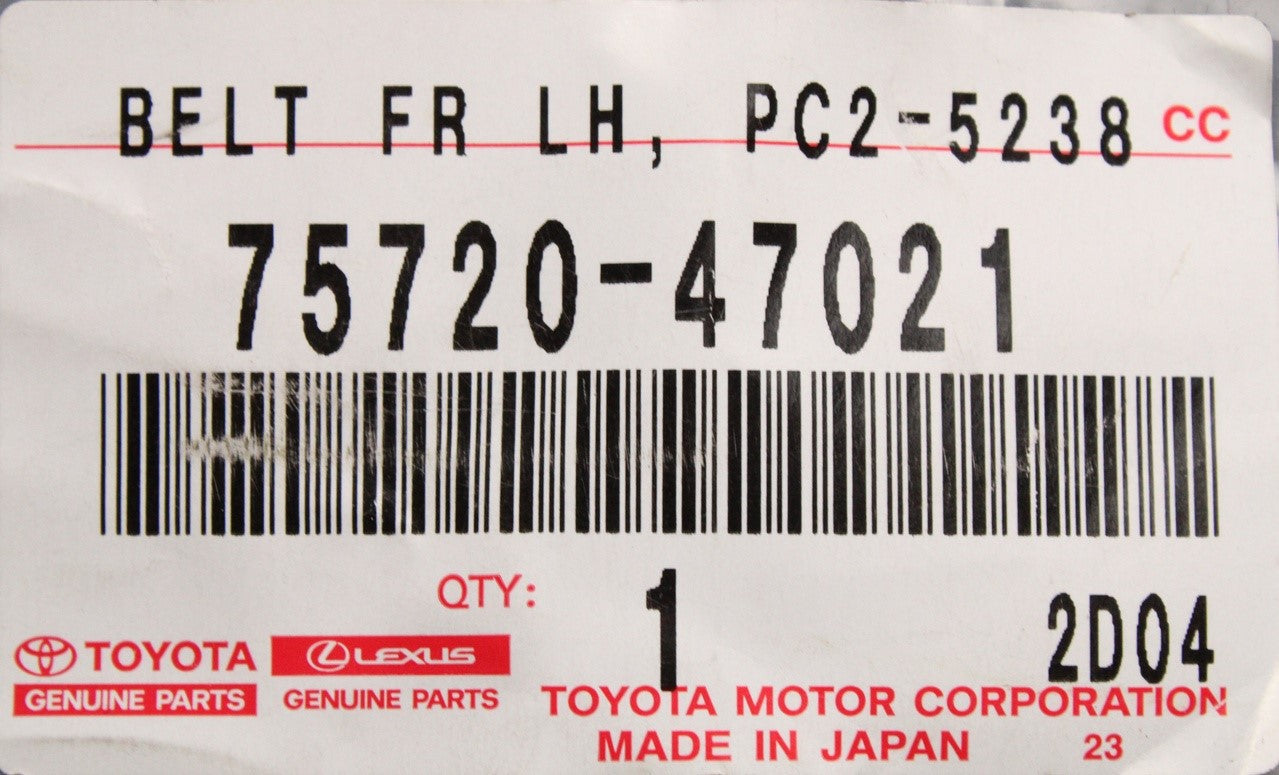 BELT FR LH, PC2-5238 CC
75720-47021
QTY: 1
2D04
TOYOTA
GENUINE PARTS
LEXUS
GENUINE PARTS
TOYOTA MOTOR CORPORATION
MADE IN JAPAN 23